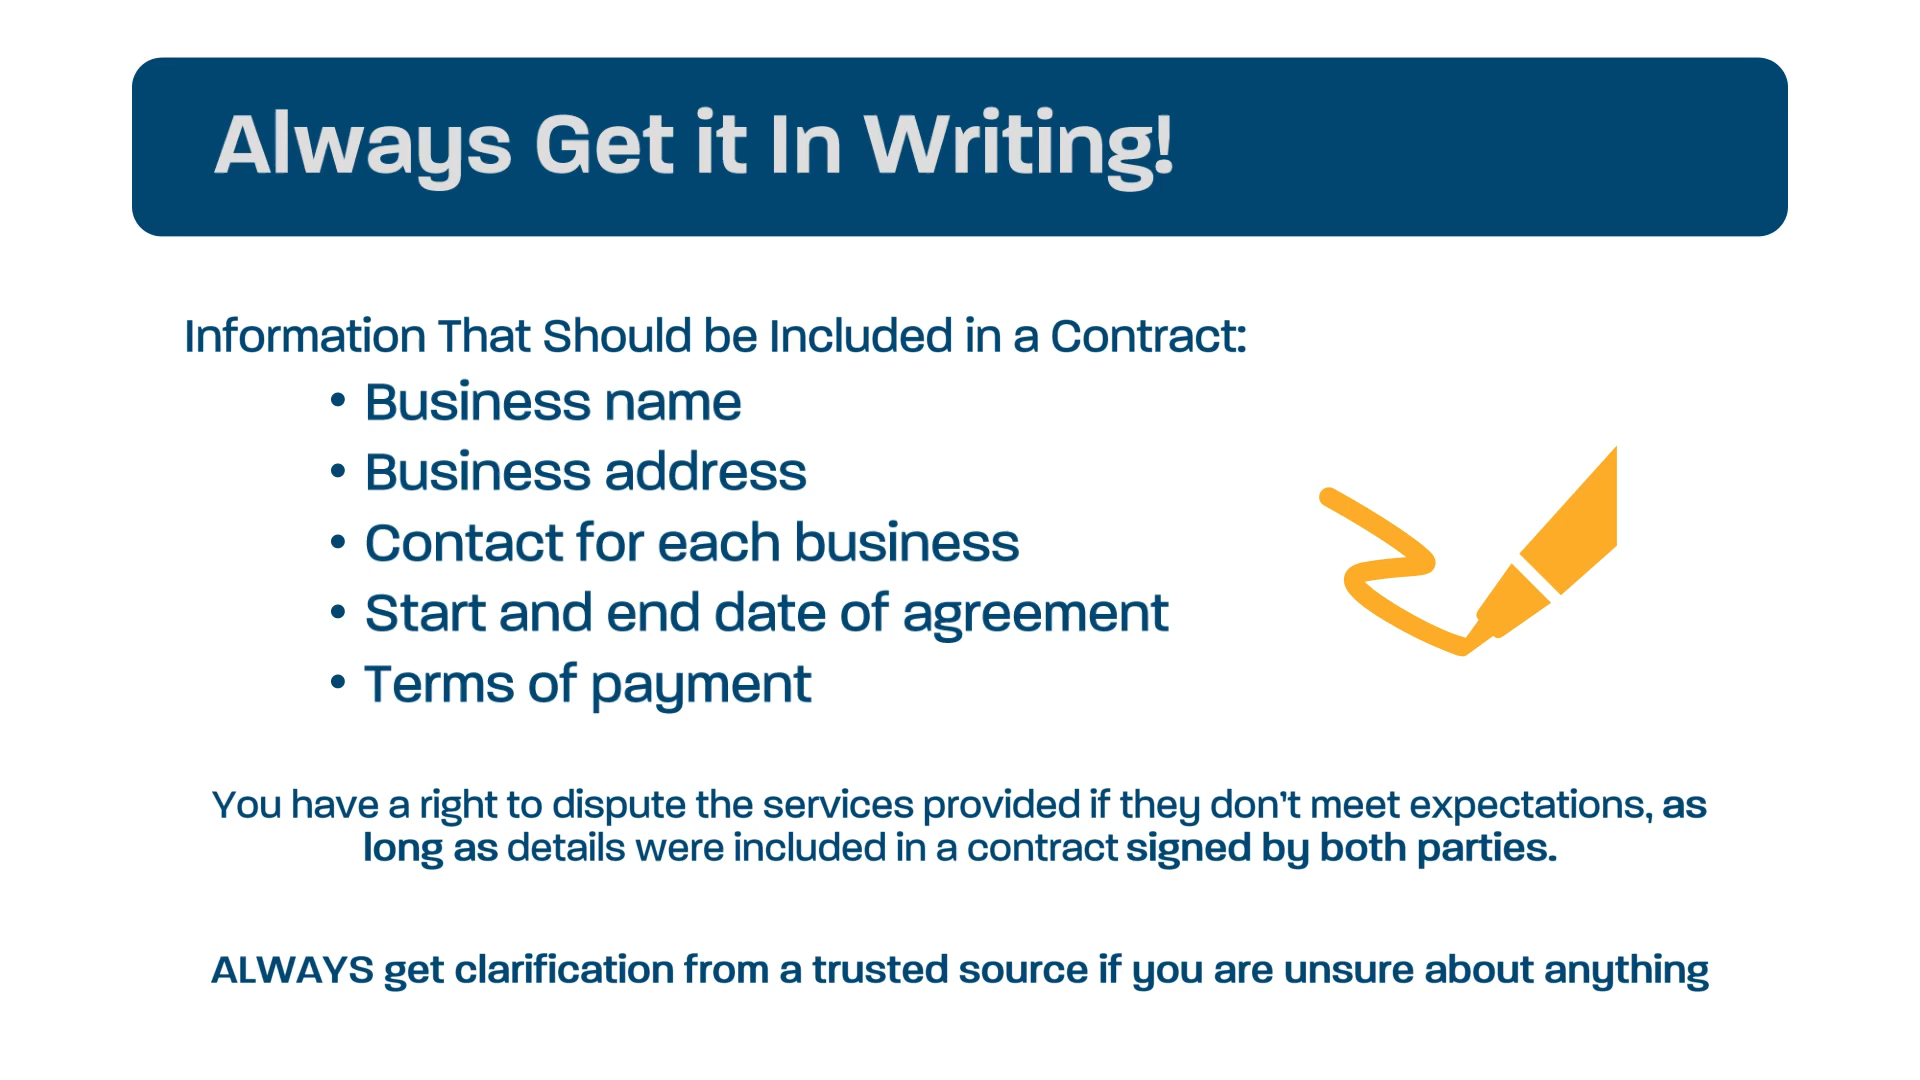 Always Get it In Writing!
Information That Should be Included in a Contract:
• Business name
• Business address
• Contact for each business
• Start and end date of agreement
• Terms of payment
You have a right to dispute the services provided if they don't meet expectations, as
long as details were included in a contract signed by both parties.
ALWAYS get clarification from a trusted source if you are unsure about anything